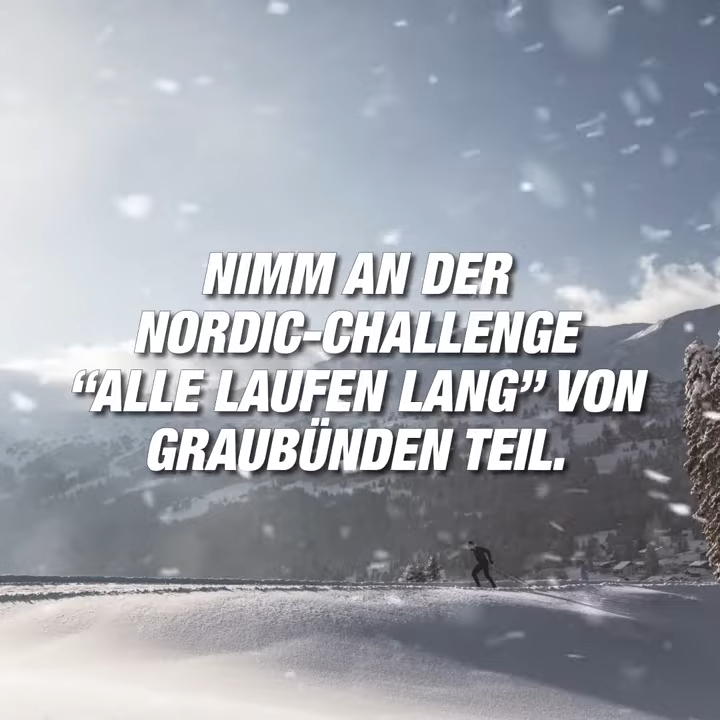 NIMM AN DER
NORDIC-CHALLENGE
“ALLE LAUFEN LANG” VON
GRAUBÜNDEN TEIL.